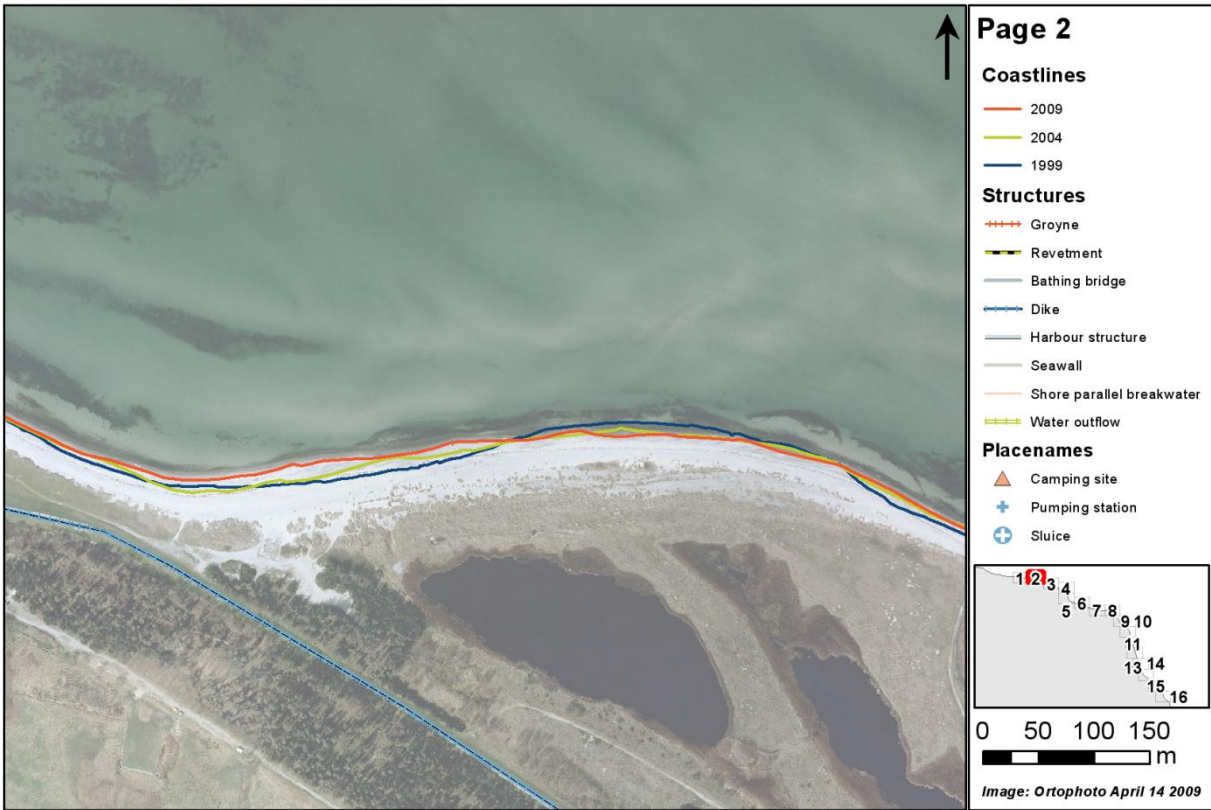 Page 2
Coastlines
2009
2004
1999
Structures
Groyne
Revetment
Bathing bridge
Dike
Harbour structure
Seawall
Shore parallel breakwater
Water outflow
Placenames
Camping site
Pumping station
Sluice
1 2 3 4
5 6 7 8
9 10
11
13 14
15 16
0 50 100 150
m
Image: Ortophoto April 14 2009